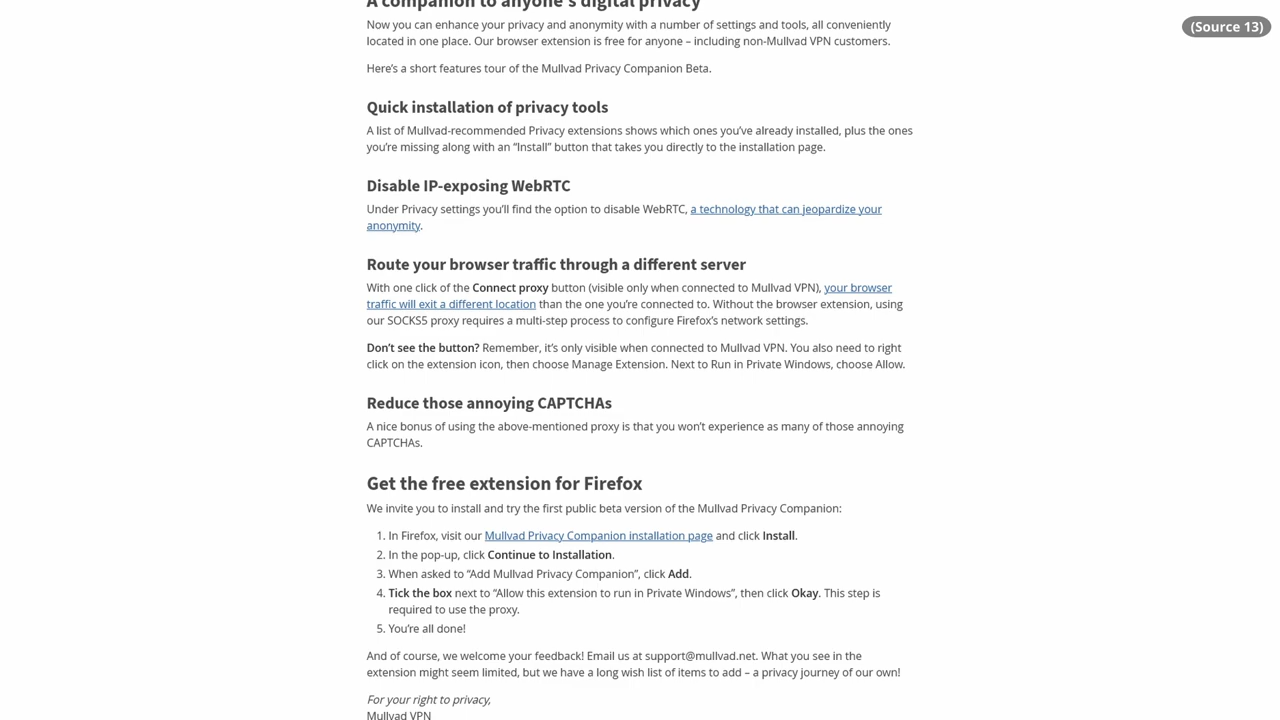 A companion to anyone's digital privacy
(Source 13)
Now you can enhance your privacy and anonymity with a number of settings and tools, all conveniently
located in one place. Our browser extension is free for anyone – including non-Mullvad VPN customers.
Here's a short features tour of the Mullvad Privacy Companion Beta.
Quick installation of privacy tools
A list of Mullvad-recommended Privacy extensions shows which ones you've already installed, plus the ones
you're missing along with an “Install” button that takes you directly to the installation page.
Disable IP-exposing WebRTC
Under Privacy settings you'll find the option to disable WebRTC, a technology that can jeopardize your
anonymity.
Route your browser traffic through a different server
With one click of the Connect proxy button (visible only when connected to Mullvad VPN), your browser
traffic will exit a different location than the one you're connected to. Without the browser extension, using
our SOCKS5 proxy requires a multi-step process to configure Firefox's network settings.
Don't see the button? Remember, it's only visible when connected to Mullvad VPN. You also need to right
click on the extension icon, then choose Manage Extension. Next to Run in Private Windows, choose Allow.
Reduce those annoying CAPTCHAs
A nice bonus of using the above-mentioned proxy is that you won't experience as many of those annoying
CAPTCHAs.
Get the free extension for Firefox
We invite you to install and try the first public beta version of the Mullvad Privacy Companion:
1. In Firefox, visit our Mullvad Privacy Companion installation page and click Install.
2. In the pop-up, click Continue to Installation.
3. When asked to “Add Mullvad Privacy Companion”, click Add.
4. Tick the box next to “Allow this extension to run in Private Windows”, then click Okay. This step is
required to use the proxy.
5. You're all done!
And of course, we welcome your feedback! Email us at support@mullvad.net. What you see in the
extension might seem limited, but we have a long wish list of items to add – a privacy journey of our own!
For your right to privacy,
Mullvad VPN